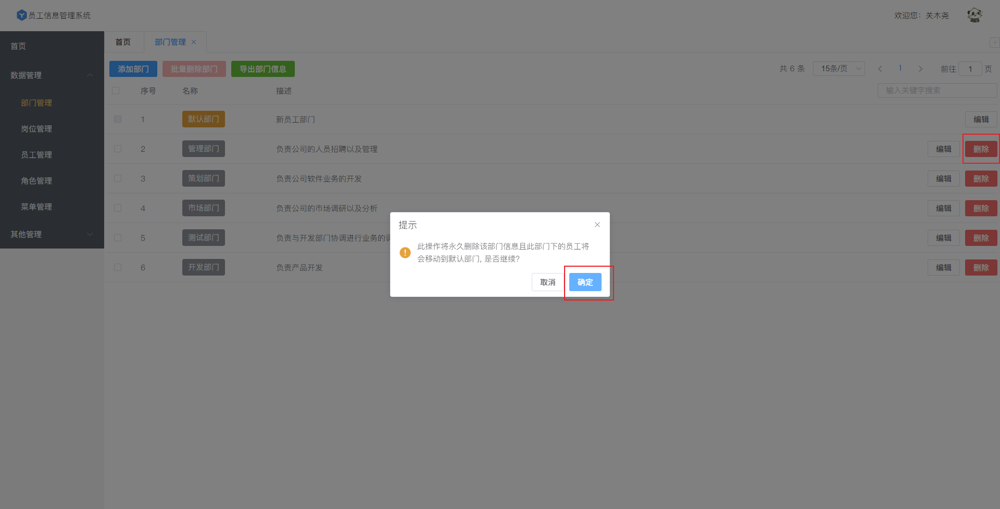 员工信息管理系统
欢迎您：关木尧
首页
数据管理
部门管理
岗位管理
员工管理
角色管理
菜单管理
其他管理
首页
部门管理
添加部门
批量删除部门
导出部门信息
共 6 条
15条/页
1
前往 1 页
序号 名称 描述
输入关键字搜索
1 默认部门 新员工部门 编辑
2 管理部门 负责公司的人员招聘以及管理 编辑 删除
3 策划部门 负责公司软件业务的开发 编辑 删除
4 市场部门 负责公司的市场调研以及分析 编辑 删除
5 测试部门 负责与开发部门协调进行业务的 编辑 删除
6 开发部门 负责产品开发 编辑 删除
提示
此操作将永久删除该部门信息且此部门下的员工将
会移动到默认部门, 是否继续?
取消
确定